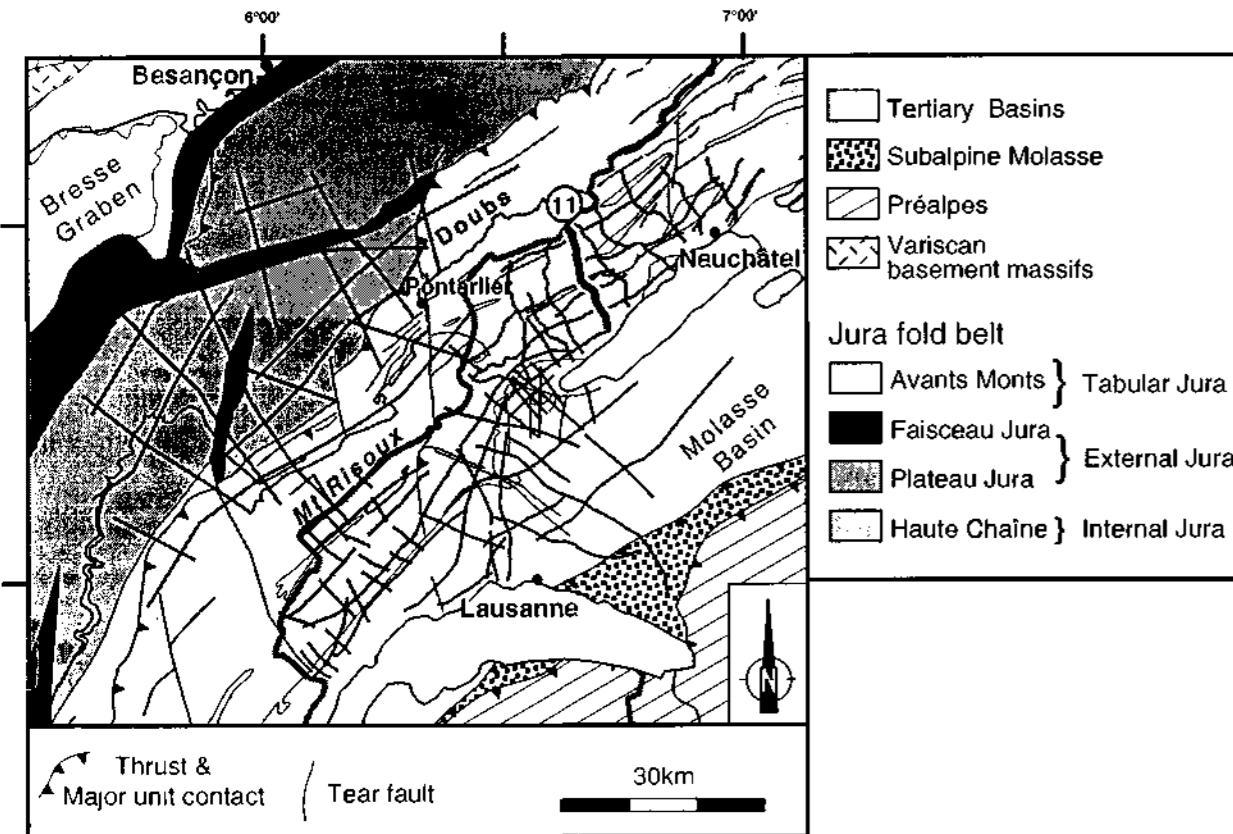 6°00'
7°00'
Besançon
Bresse
Graben
Doubs
11
Neuchâtel
Pontarlier
Mt Risoux
Molasse
Basin
Lausanne
N
Tertiary Basins
Subalpine Molasse
Préalpes
Variscan
basement massifs
Jura fold belt
Avants Monts } Tabular Jura
Faisceau Jura
} External Jura
Plateau Jura
Haute Chaîne } Internal Jura
Thrust &
Major unit contact
Tear fault
30km